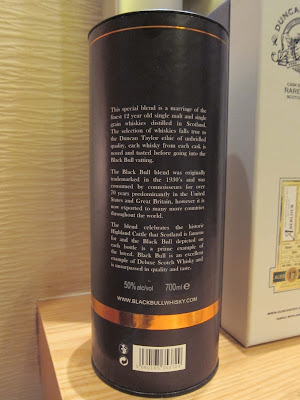 This special blend is a marriage of the
finest 12 year old single malt and single
grain whiskies distilled in Scotland.
The selection of whiskies falls true to
the Duncan Taylor ethic of unbridled
quality, each whisky from each cask is
nosed and tasted before going into the
Black Bull vatting.
The Black Bull blend was originally
trademarked in the 1930's and was
consumed by connoisseurs for over
70 years predominantly in the United
States and Great Britain, however it is
now exported to many more countries
throughout the world.
The blend celebrates the historic
Highland Cattle that Scotland is famous
for and the Black Bull depicted on
each bottle is a prime example of
the breed. Black Bull is an excellent
example of Deluxe Scotch Whisky and
is unsurpassed in quality and taste.
50%alc/vol 700ml e
WWW.BLACKBULLWHISKY.COM
DUNCAN
RARE